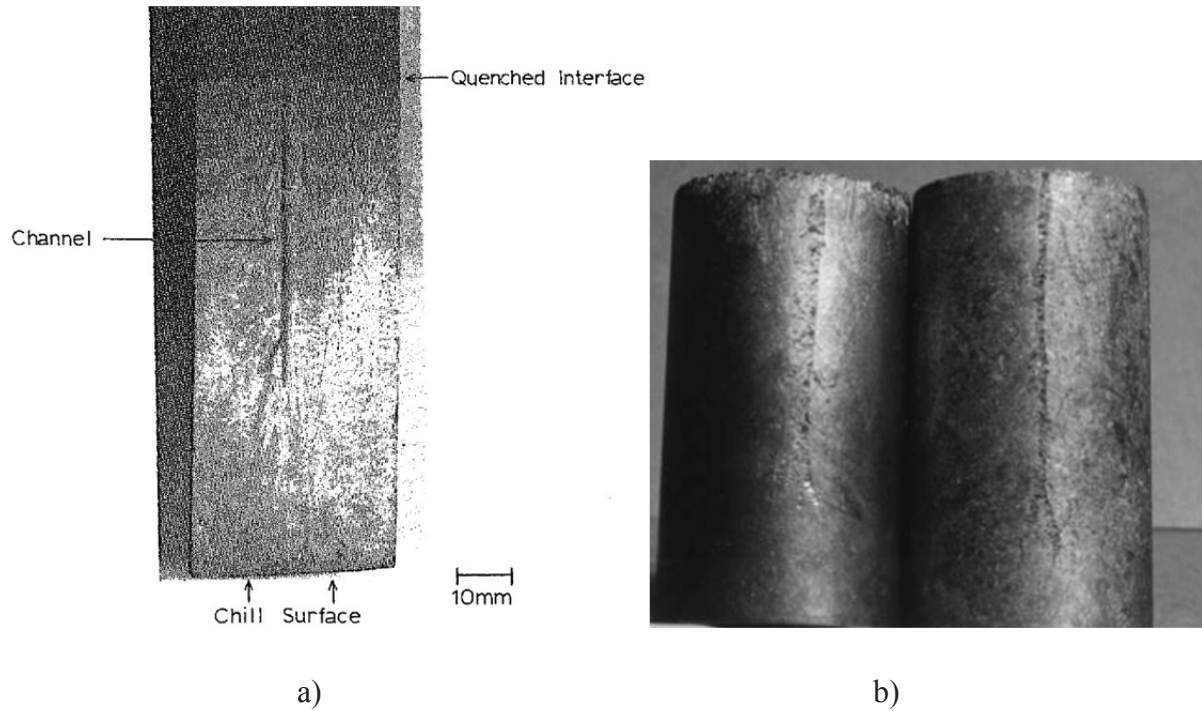 Quenched Interface
Channel
10mm
Chill Surface
a)
b)